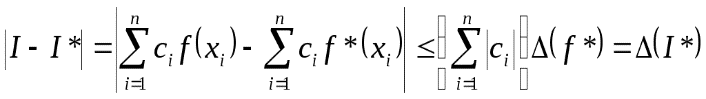 |I - I*| = |∑_{i=1}^{n} c_i f(x_i) - ∑_{i=1}^{n} c_i f*(x_i)| ≤ [∑_{i=1}^{n} |c_i|] Δ(f*) = Δ(I*)